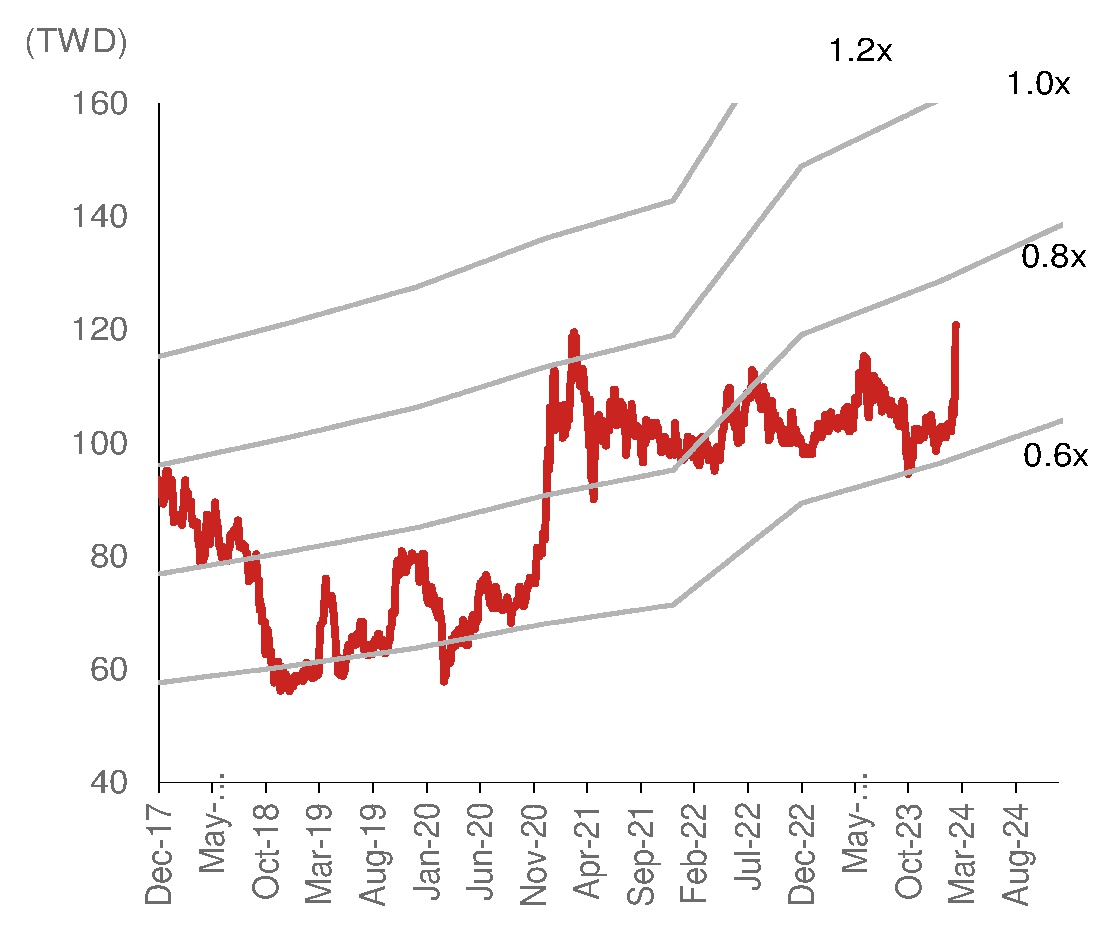 (TWD)
1.2x
1.0x
160
140
0.8x
120
100
0.6x
80
60
40
Dec-17
May-...
Oct-18
Mar-19
Aug-19
Jan-20
Jun-20
Nov-20
Apr-21
Sep-21
Feb-22
Jul-22
Dec-22
May-...
Oct-23
Mar-24
Aug-24